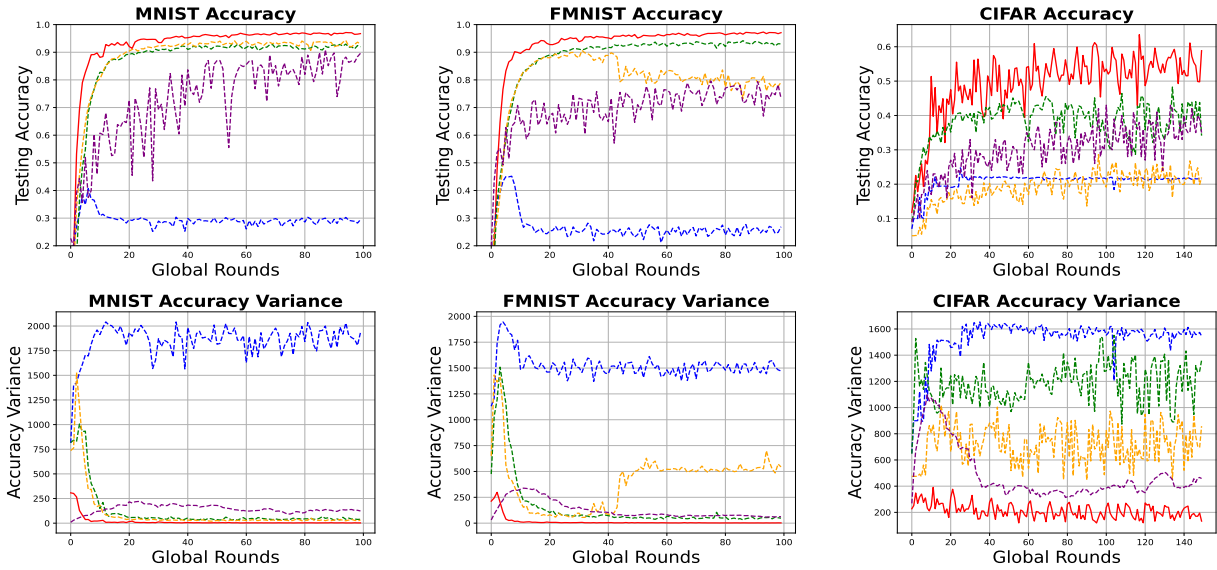 MNIST Accuracy
Testing Accuracy
1.0
0.9
0.8
0.7
0.6
0.5
0.4
0.3
0.2
0 20 40 60 80 100
Global Rounds
FMNIST Accuracy
Testing Accuracy
1.0
0.9
0.8
0.7
0.6
0.5
0.4
0.3
0.2
0 20 40 60 80 100
Global Rounds
CIFAR Accuracy
Testing Accuracy
0.6
0.5
0.4
0.3
0.2
0.1
0 20 40 60 80 100 120 140
Global Rounds
MNIST Accuracy Variance
Accuracy Variance
2000
1750
1500
1250
1000
750
500
250
0
0 20 40 60 80 100
Global Rounds
FMNIST Accuracy Variance
Accuracy Variance
2000
1750
1500
1250
1000
750
500
250
0
0 20 40 60 80 100
Global Rounds
CIFAR Accuracy Variance
Accuracy Variance
1600
1400
1200
1000
800
600
400
200
0 20 40 60 80 100 120 140
Global Rounds